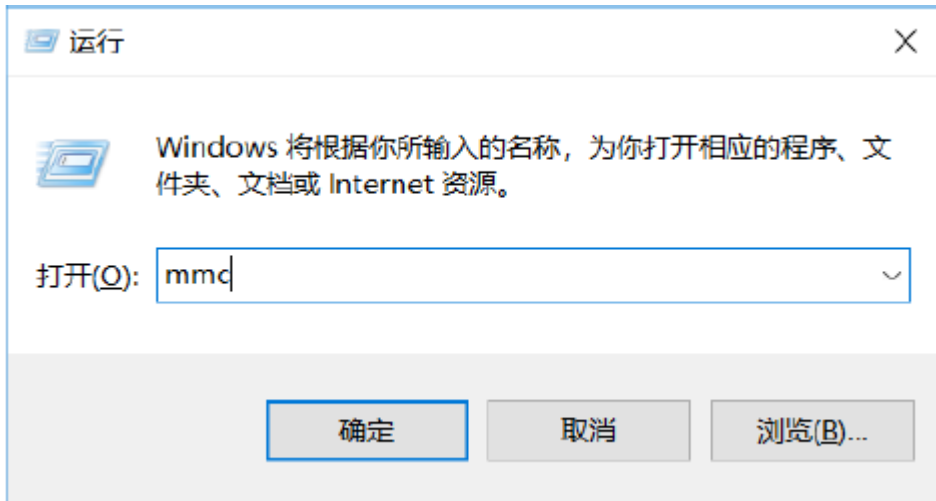 运行
Windows 将根据你所输入的名称，为你打开相应的程序、文
件夹、文档或 Internet 资源。
打开(O): mmc
确定 取消 浏览(B)...